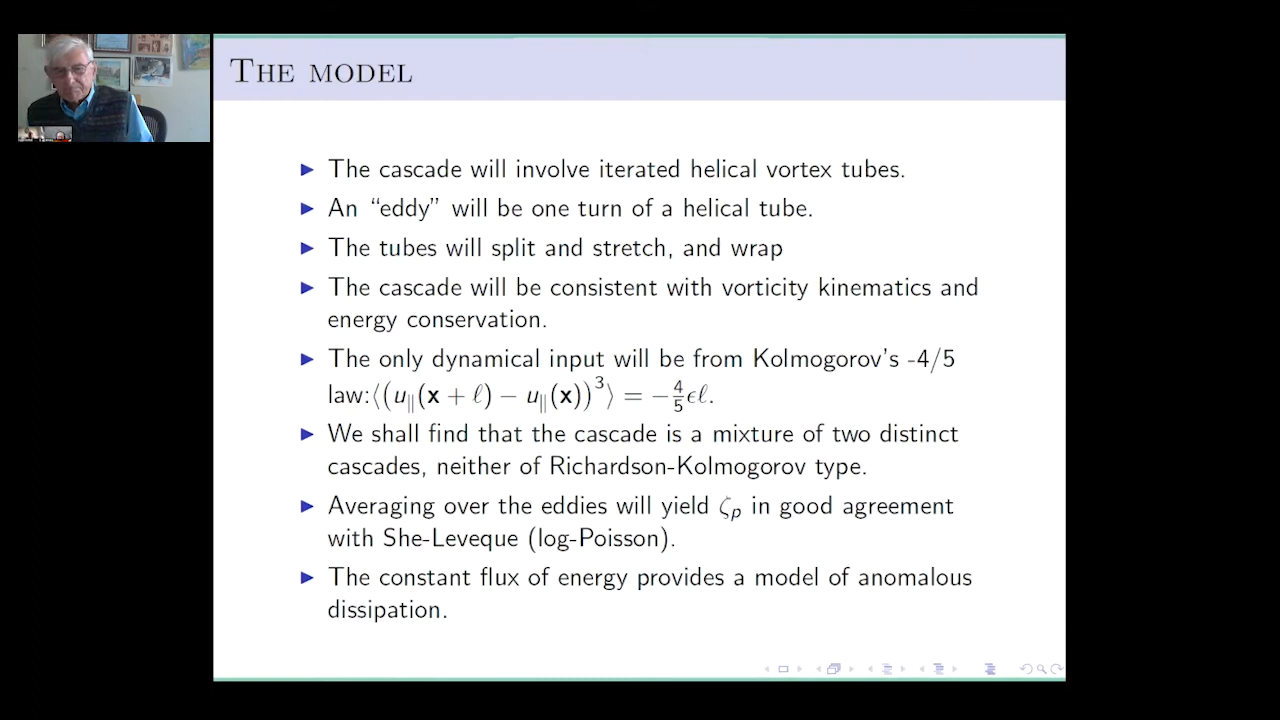 THE MODEL
▶ The cascade will involve iterated helical vortex tubes.
▶ An “eddy” will be one turn of a helical tube.
▶ The tubes will split and stretch, and wrap
▶ The cascade will be consistent with vorticity kinematics and
energy conservation.
▶ The only dynamical input will be from Kolmogorov's -4/5
law:⟨(u∥(x + ℓ) − u∥(x))³⟩ = −4/5 ϵℓ.
▶ We shall find that the cascade is a mixture of two distinct
cascades, neither of Richardson-Kolmogorov type.
▶ Averaging over the eddies will yield ζp in good agreement
with She-Leveque (log-Poisson).
▶ The constant flux of energy provides a model of anomalous
dissipation.